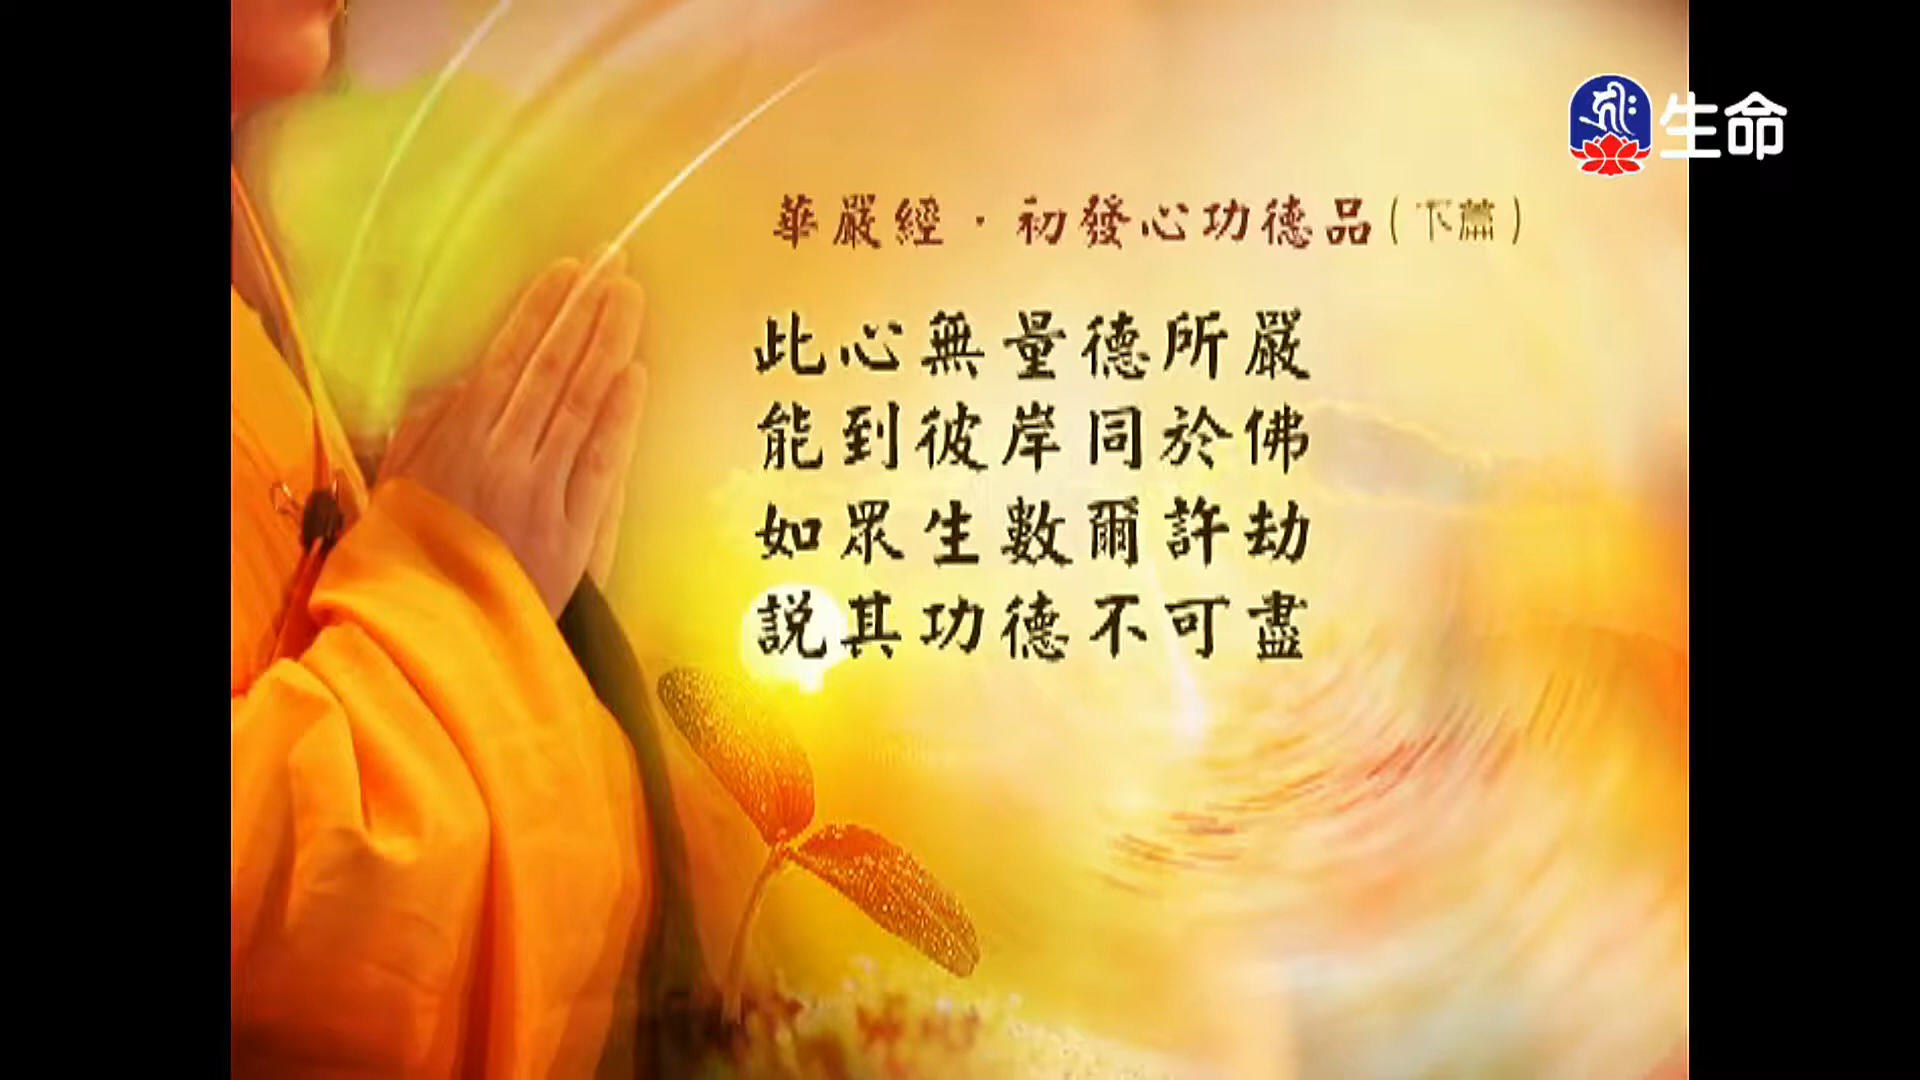 生命
華嚴經·初發心功德品(下篇)
此心無量德所嚴
能到彼岸同於佛
如眾生數爾許劫
説其功德不可盡